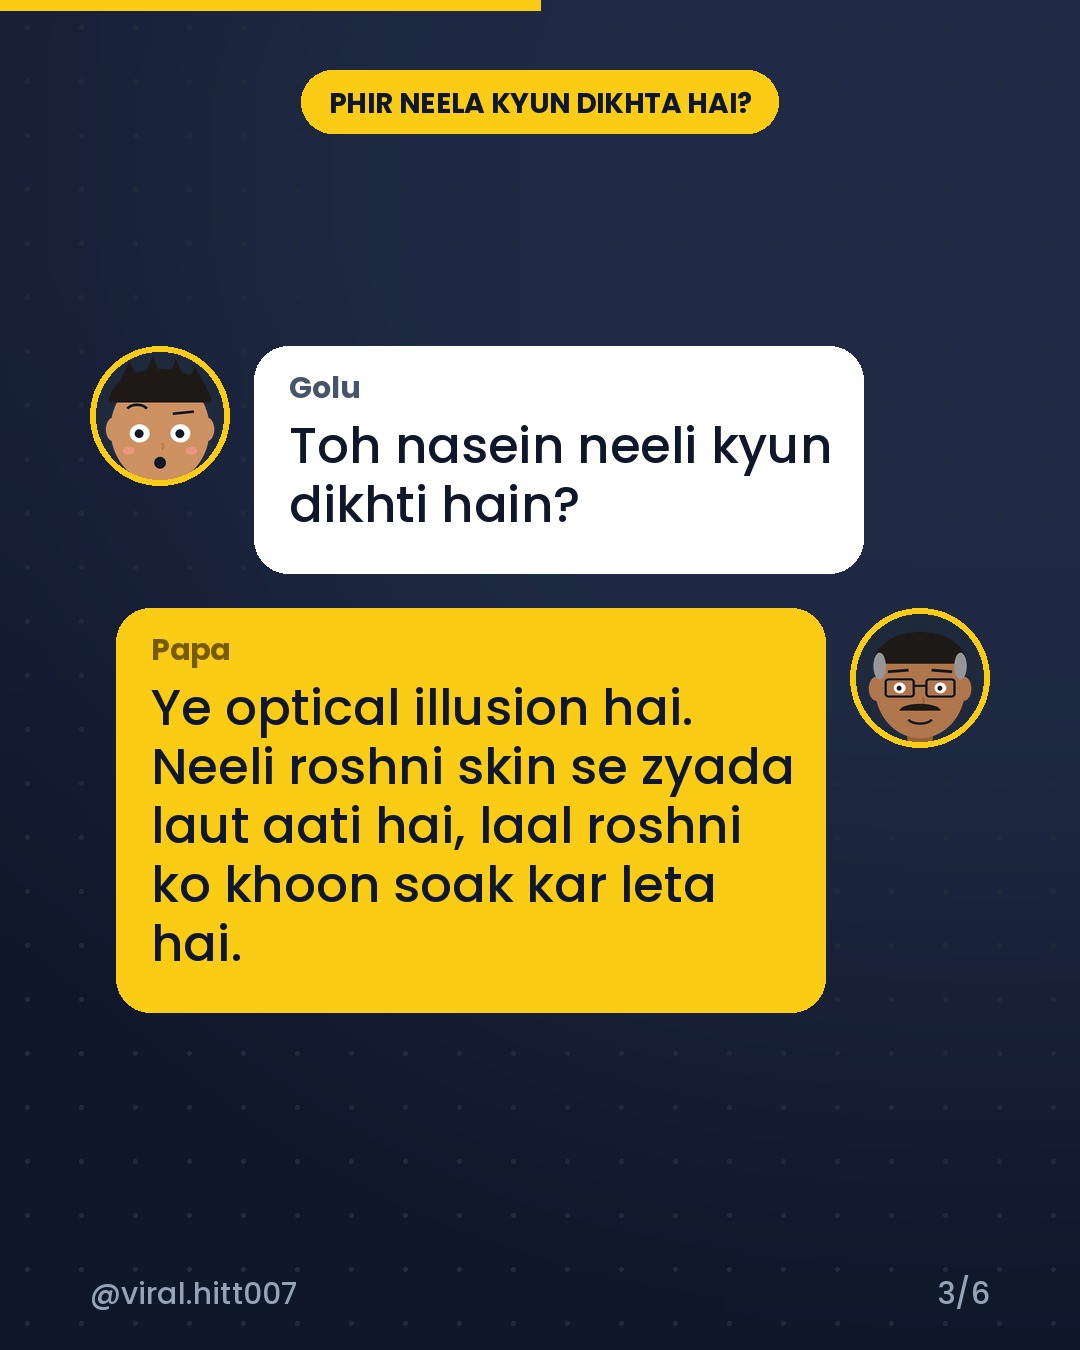 PHIR NEELA KYUN DIKHTA HAI?
Golu
Toh nasein neeli kyun
dikhti hain?
Papa
Ye optical illusion hai.
Neeli roshni skin se zyada
laut aati hai, laal roshni
ko khoon soak kar leta
hai.
@viral.hitt007
3/6